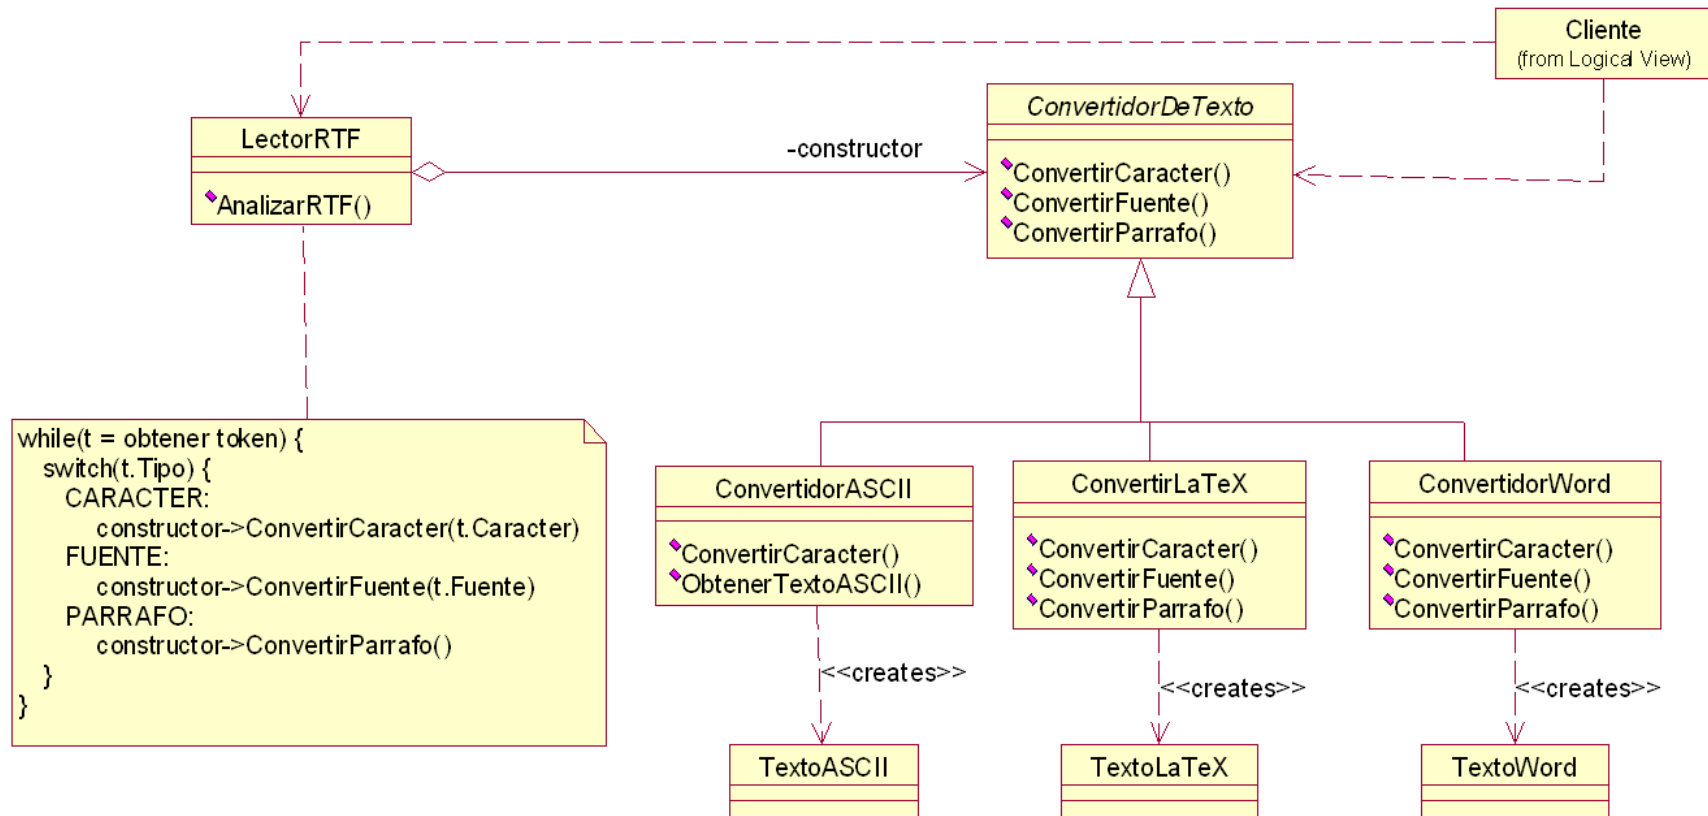 Cliente
(from Logical View)
LectorRTF
AnalizarRTF()
-constructor
ConvertidorDeTexto
ConvertirCaracter()
ConvertirFuente()
ConvertirParrafo()
while(t = obtener token) {
switch(t.Tipo) {
CARACTER:
constructor->ConvertirCaracter(t.Caracter)
FUENTE:
constructor->ConvertirFuente(t.Fuente)
PARRAFO:
constructor->ConvertirParrafo()
}
}
ConvertidorASCII
ConvertirCaracter()
ObtenerTextoASCII()
ConvertirLaTeX
ConvertirCaracter()
ConvertirFuente()
ConvertirParrafo()
ConvertidorWord
ConvertirCaracter()
ConvertirFuente()
ConvertirParrafo()
<<creates>>
<<creates>>
<<creates>>
TextoASCII
TextoLaTeX
TextoWord